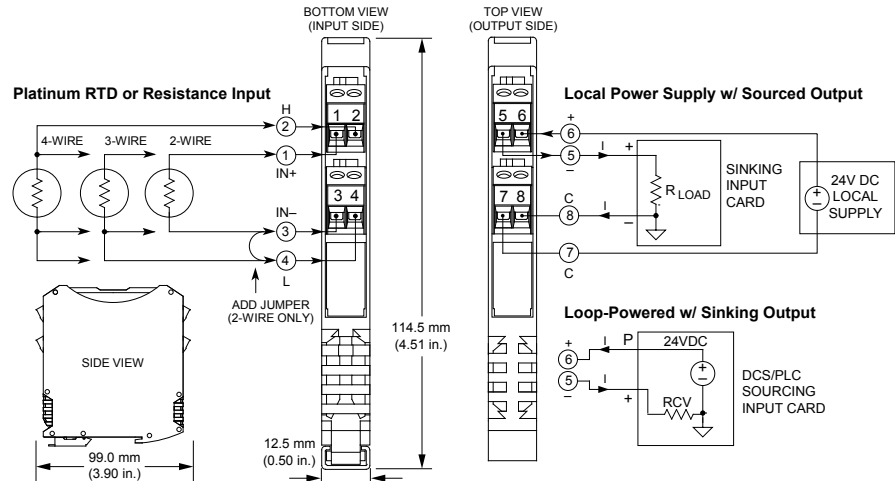 BOTTOM VIEW
(INPUT SIDE)
TOP VIEW
(OUTPUT SIDE)
Platinum RTD or Resistance Input
H
2
4-WIRE
3-WIRE
2-WIRE
1
IN+
IN–
3
4
L
ADD JUMPER
(2-WIRE ONLY)
1 2
3 4
SIDE VIEW
99.0 mm
(3.90 in.)
114.5 mm
(4.51 in.)
12.5 mm
(0.50 in.)
5 6
7 8
Local Power Supply w/ Sourced Output
+
6
5
–
I
+
R LOAD
SINKING
INPUT
CARD
C
8
I
–
7
C
+
–
24V DC
LOCAL
SUPPLY
Loop-Powered w/ Sinking Output
+
6
I
P
24VDC
5
–
I
+
RCV
+
–
DCS/PLC
SOURCING
INPUT CARD